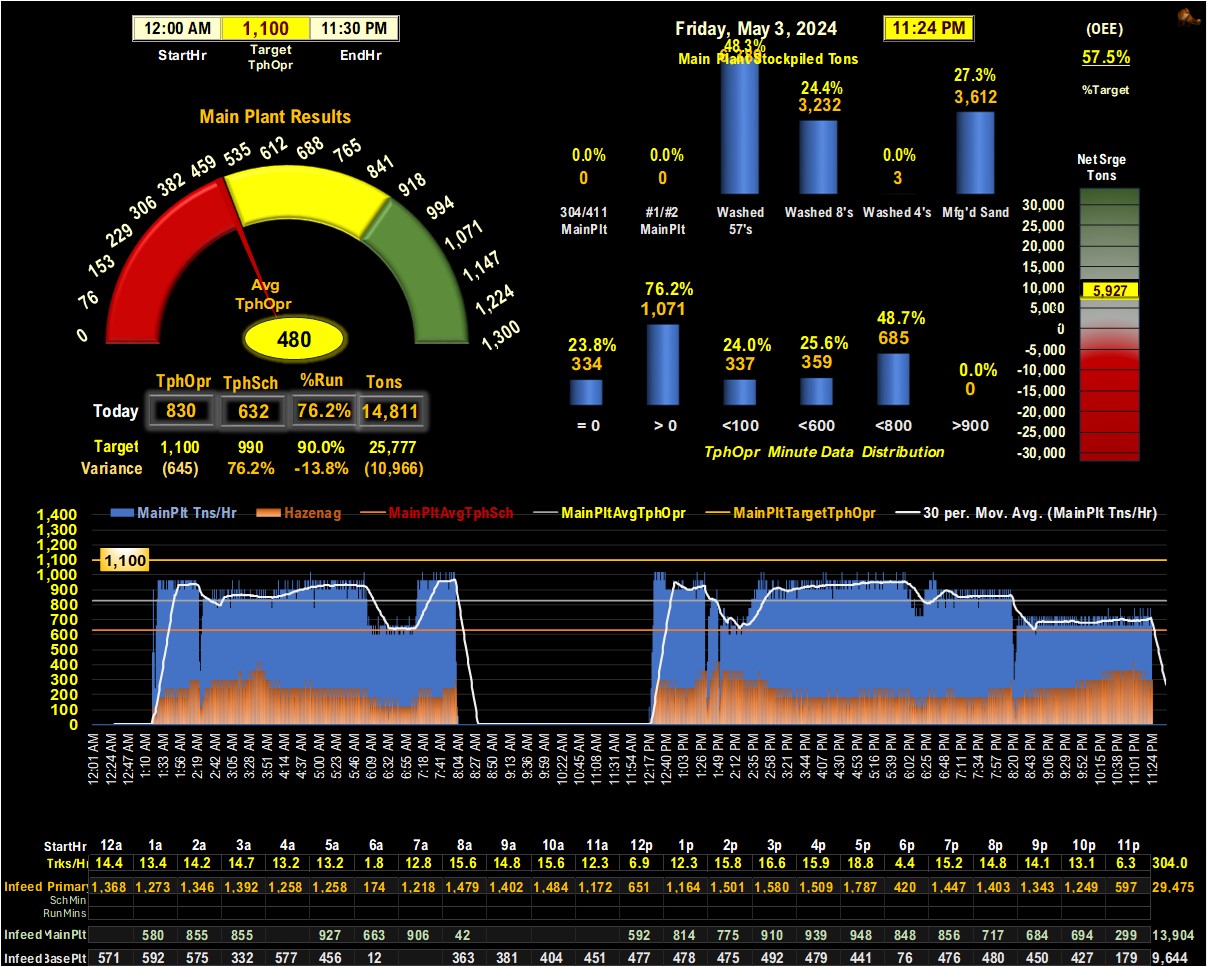 12:00 AM 1,100 11:30 PM
StartHr Target TphOpr EndHr
Friday, May 3, 2024 11:24 PM
(OEE)
57.5%
%Target
Main Plant Stockpiled Tons
48.3%
24.4%
3,232
27.3%
3,612
0.0% 0.0% 0.0%
0 0 3
304/411 MainPlt
#1/#2 MainPlt
Washed 57's
Washed 8's
Washed 4's
Mfg'd Sand
Main Plant Results
0 76 153 229 306 382 459 535 612 688 765 841 918 994 1,071 1,147 1,224 1,300
Avg
TphOpr
480
NetSrge
Tons
30,000
25,000
20,000
15,000
10,000
5,927
5,000
0
-5,000
-10,000
-15,000
-20,000
-25,000
-30,000
23.8% 76.2% 24.0% 25.6% 48.7% 0.0%
334 1,071 337 359 685 0
= 0 > 0 <100 <600 <800 >900
TphOpr Minute Data Distribution
TphOpr TphSch %Run Tons
Today 830 632 76.2% 14,811
Target 1,100 990 90.0% 25,777
Variance (645) 76.2% -13.8% (10,966)
MainPlt Tns/Hr Hazenag MainPltAvgTphSch MainPltAvgTphOpr MainPltTargetTphOpr 30 per. Mov. Avg. (MainPlt Tns/Hr)
1,400
1,300
1,200
1,100
1,100
1,000
900
800
700
600
500
400
300
200
100
0
12:01 AM 12:24 AM 12:47 AM 1:10 AM 1:33 AM 1:56 AM 2:19 AM 2:42 AM 3:05 AM 3:28 AM 3:51 AM 4:14 AM 4:37 AM 5:00 AM 5:23 AM 5:46 AM 6:09 AM 6:32 AM 6:55 AM 7:18 AM 7:41 AM 8:04 AM 8:27 AM 8:50 AM 9:13 AM 9:36 AM 9:59 AM 10:22 AM 10:45 AM 11:08 AM 11:31 AM 11:54 AM 12:17 PM 12:40 PM 1:03 PM 1:26 PM 1:49 PM 2:12 PM 2:35 PM 2:58 PM 3:21 PM 3:44 PM 4:07 PM 4:30 PM 4:53 PM 5:16 PM 5:39 PM 6:02 PM 6:25 PM 6:48 PM 7:11 PM 7:34 PM 7:57 PM 8:20 PM 8:43 PM 9:06 PM 9:29 PM 9:52 PM 10:15 PM 10:38 PM 11:01 PM 11:24 PM
StartHr 12a 1a 2a 3a 4a 5a 6a 7a 8a 9a 10a 11a 12p 1p 2p 3p 4p 5p 6p 7p 8p 9p 10p 11p
Trks/Hr 14.4 13.4 14.2 14.7 13.2 13.2 1.8 12.8 15.6 14.8 15.6 12.3 6.9 12.3 15.8 16.6 15.9 18.8 4.4 15.2 14.8 14.1 13.1 6.3 304.0
Infeed Primary 1,368 1,273 1,346 1,392 1,258 1,258 174 1,218 1,479 1,402 1,484 1,172 651 1,164 1,501 1,580 1,509 1,787 420 1,447 1,403 1,343 1,249 597 29,475
SchMin
RunMins
Infeed MainPlt 580 855 855 927 663 906 42 592 814 775 910 939 948 848 856 717 684 694 299 13,904
Infeed BasePlt 571 592 575 332 577 456 12 363 381 404 451 477 478 475 492 479 441 76 476 480 450 427 179 9,644